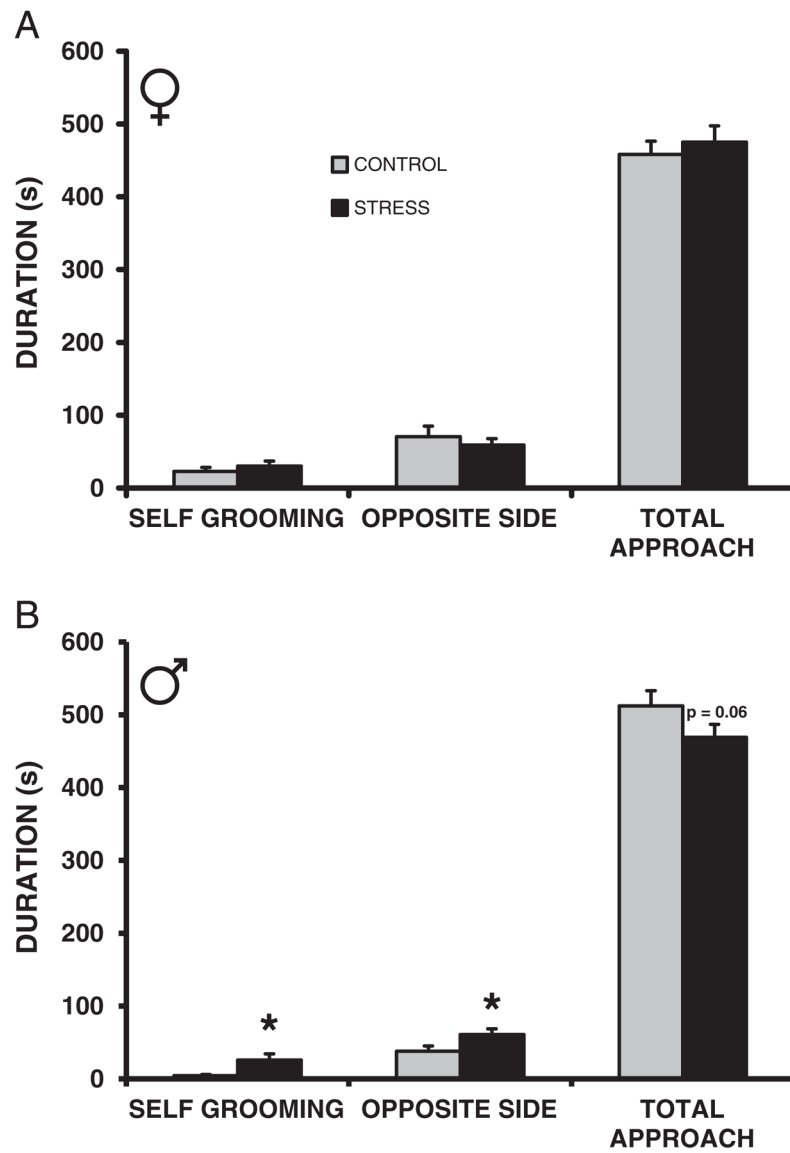 A
600
500
400
300
200
100
0
DURATION (s)
♀
CONTROL
STRESS
SELF GROOMING OPPOSITE SIDE TOTAL
APPROACH
B
600
500
400
300
200
100
0
DURATION (s)
♂
p = 0.06
*
*
SELF GROOMING OPPOSITE SIDE TOTAL
APPROACH